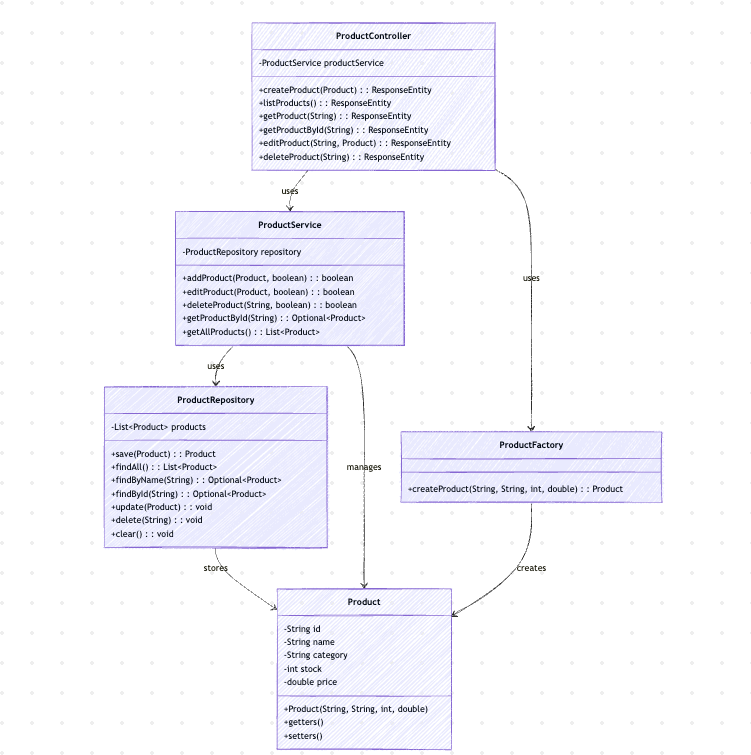 ProductController
-ProductService productService
+createProduct(Product) : : ResponseEntity
+listProducts() : : ResponseEntity
+getProduct(String) : : ResponseEntity
+getProductById(String) : : ResponseEntity
+editProduct(String, Product) : : ResponseEntity
+deleteProduct(String) : : ResponseEntity
uses
uses
ProductService
-ProductRepository repository
+addProduct(Product, boolean) : : boolean
+editProduct(Product, boolean) : : boolean
+deleteProduct(String, boolean) : : boolean
+getProductById(String) : : Optional<Product>
+getAllProducts() : : List<Product>
uses
manages
ProductRepository
-List<Product> products
+save(Product) : : Product
+findAll() : : List<Product>
+findByName(String) : : Optional<Product>
+findById(String) : : Optional<Product>
+update(Product) : : void
+delete(String) : : void
+clear() : : void
ProductFactory
+createProduct(String, String, int, double) : : Product
stores
creates
Product
-String id
-String name
-String category
-int stock
-double price
+Product(String, String, int, double)
+getters()
+setters()